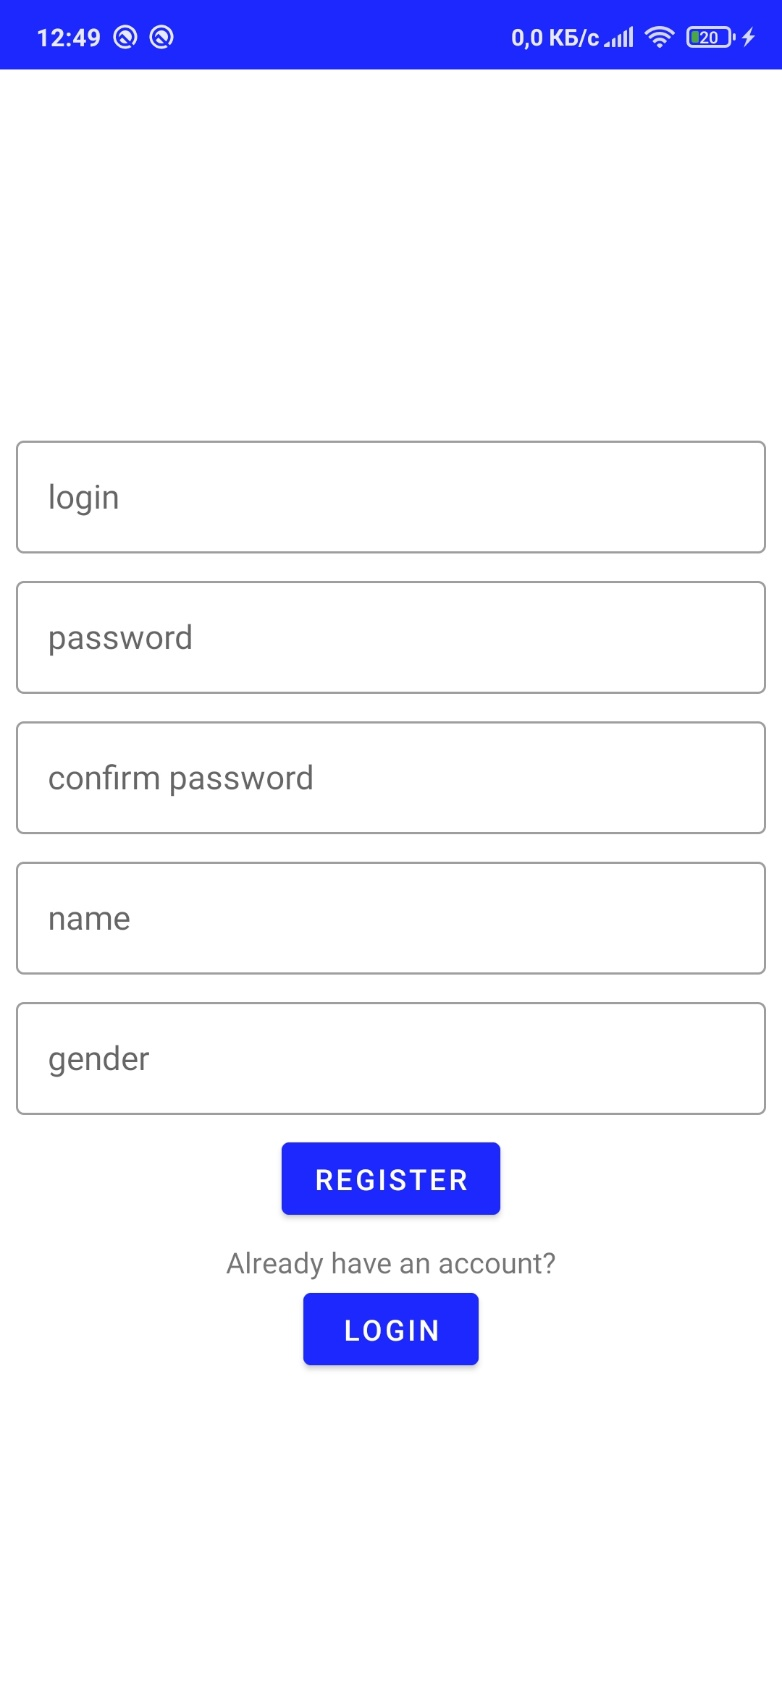 12:49 0,0 КБ/с 20
login
password
confirm password
name
gender
REGISTER
Already have an account?
LOGIN